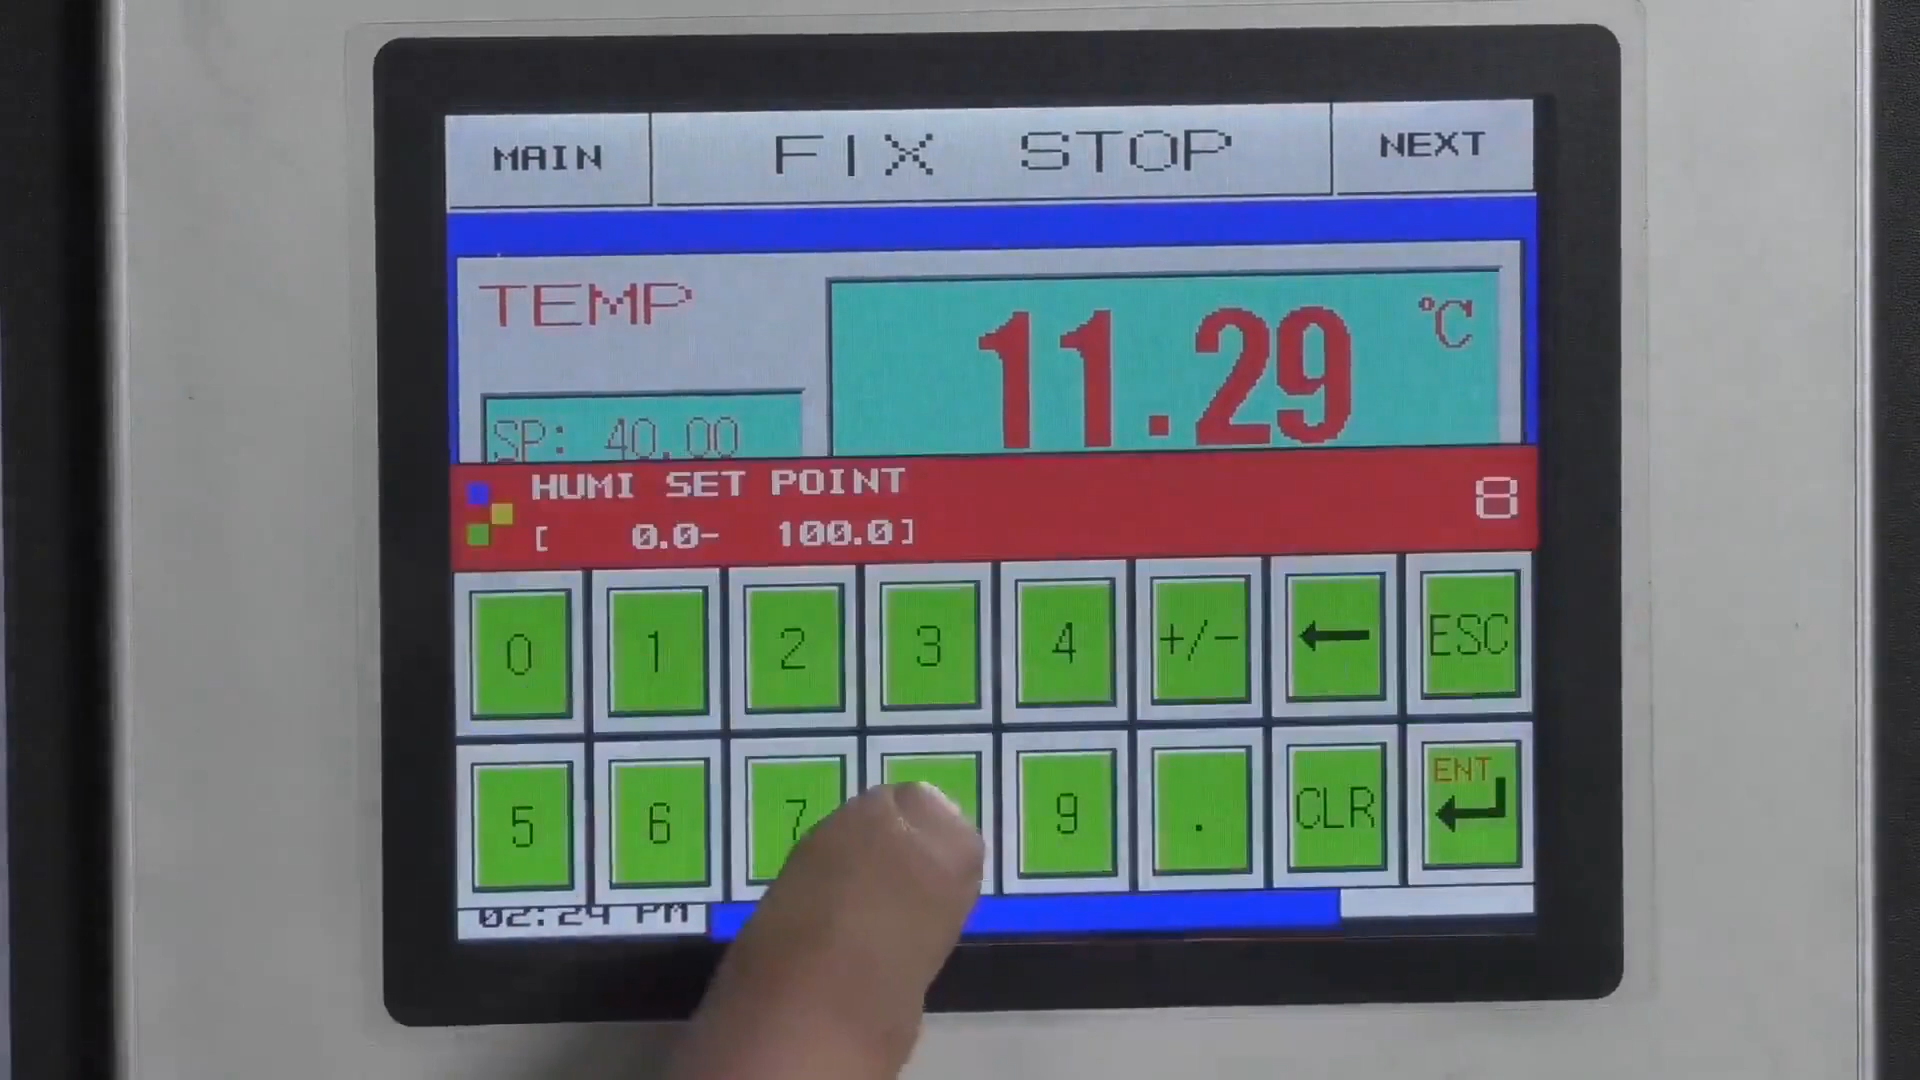 MAIN FIX STOP NEXT
TEMP
11.29 °C
SP: 40.00
HUMI SET POINT
8
[ 0.0- 100.0]
0 1 2 3 4 +/- ← ESC
5 6 7 9 . CLR ENT
02:24 PM